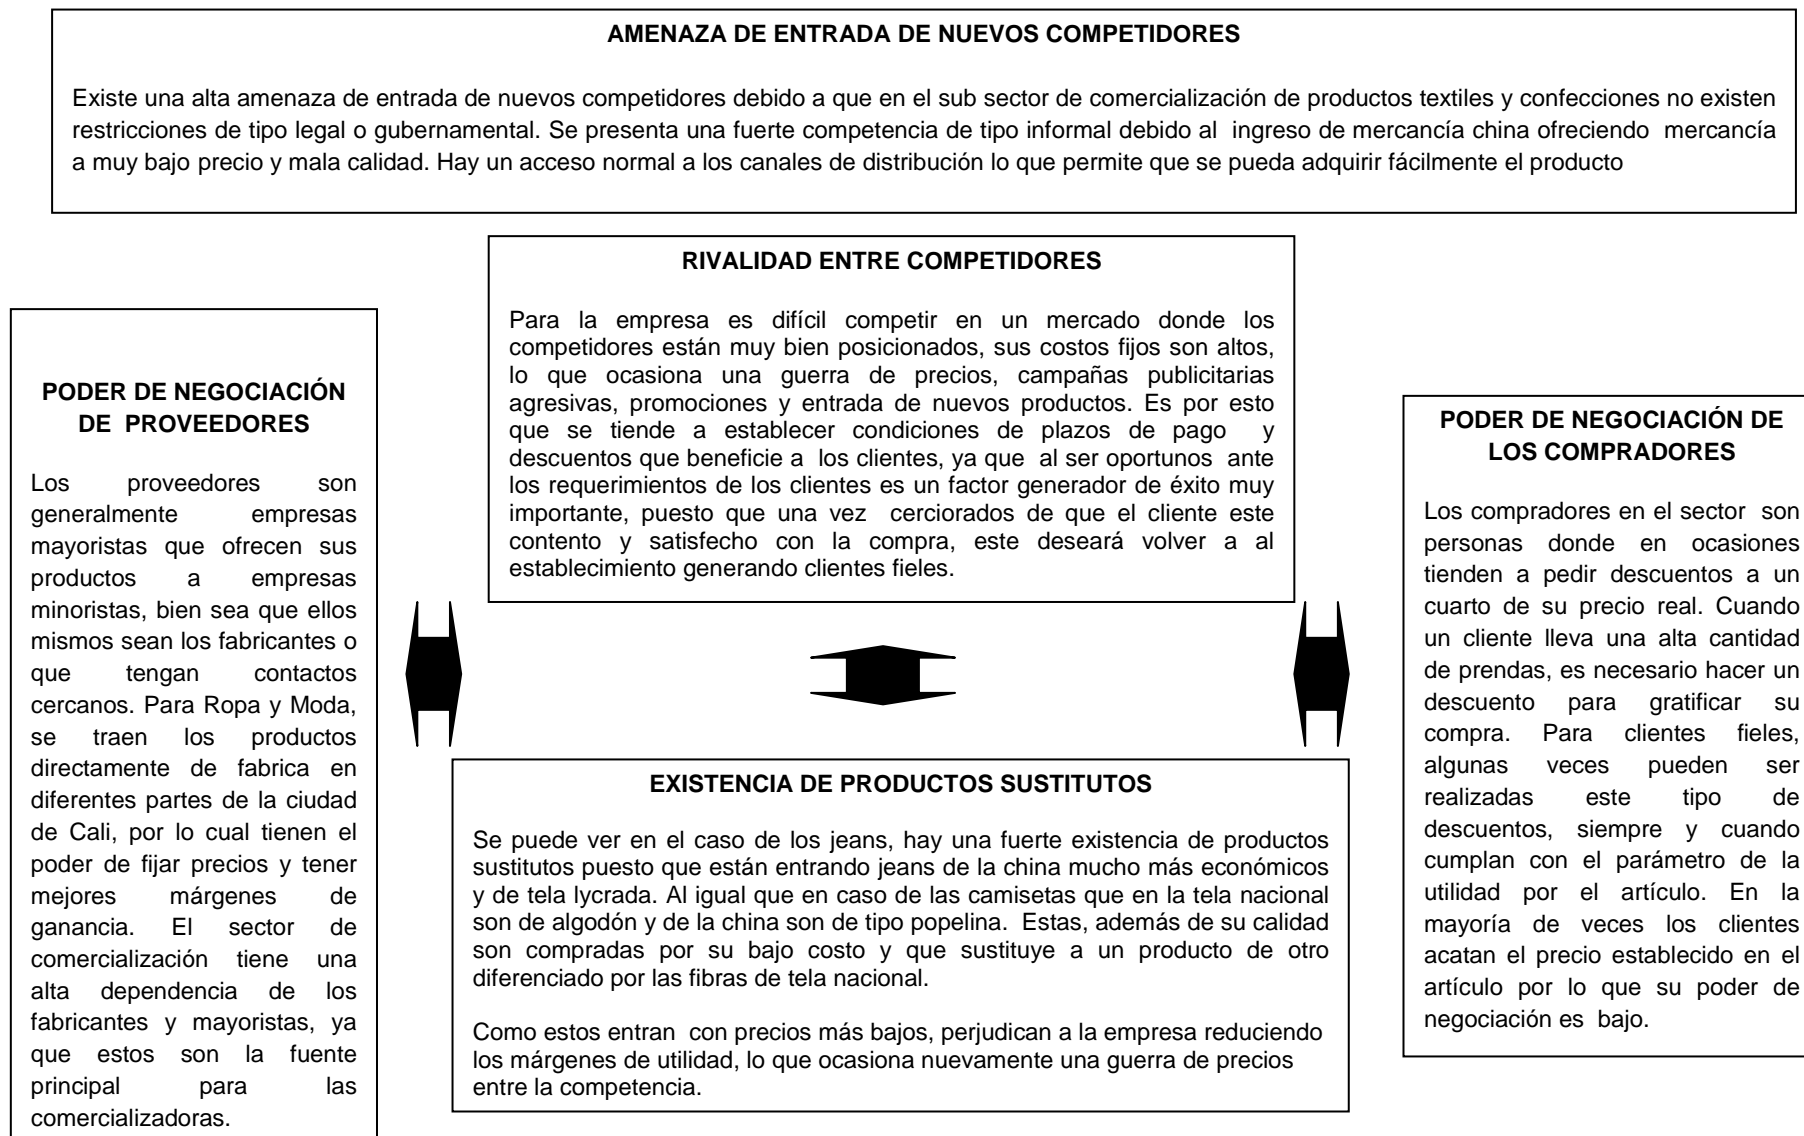 AMENAZA DE ENTRADA DE NUEVOS COMPETIDORES
Existe una alta amenaza de entrada de nuevos competidores debido a que en el sub sector de comercialización de productos textiles y confecciones no existen
restricciones de tipo legal o gubernamental. Se presenta una fuerte competencia de tipo informal debido al ingreso de mercancía china ofreciendo mercancía
a muy bajo precio y mala calidad. Hay un acceso normal a los canales de distribución lo que permite que se pueda adquirir fácilmente el producto
RIVALIDAD ENTRE COMPETIDORES
Para la empresa es difícil competir en un mercado donde los
competidores están muy bien posicionados, sus costos fijos son altos,
lo que ocasiona una guerra de precios, campañas publicitarias
agresivas, promociones y entrada de nuevos productos. Es por esto
que se tiende a establecer condiciones de plazos de pago y
descuentos que beneficie a los clientes, ya que al ser oportunos ante
los requerimientos de los clientes es un factor generador de éxito muy
importante, puesto que una vez cerciorados de que el cliente este
contento y satisfecho con la compra, este deseará volver a al
establecimiento generando clientes fieles.
PODER DE NEGOCIACIÓN
DE PROVEEDORES
Los proveedores son
generalmente empresas
mayoristas que ofrecen sus
productos a empresas
minoristas, bien sea que ellos
mismos sean los fabricantes o
que tengan contactos
cercanos. Para Ropa y Moda,
se traen los productos
directamente de fabrica en
diferentes partes de la ciudad
de Cali, por lo cual tienen el
poder de fijar precios y tener
mejores márgenes de
ganancia. El sector de
comercialización tiene una
alta dependencia de los
fabricantes y mayoristas, ya
que estos son la fuente
principal para las
comercializadoras.
PODER DE NEGOCIACIÓN DE
LOS COMPRADORES
Los compradores en el sector son
personas donde en ocasiones
tienden a pedir descuentos a un
cuarto de su precio real. Cuando
un cliente lleva una alta cantidad
de prendas, es necesario hacer un
descuento para gratificar su
compra. Para clientes fieles,
algunas veces pueden ser
realizadas este tipo de
descuentos, siempre y cuando
cumplan con el parámetro de la
utilidad por el artículo. En la
mayoría de veces los clientes
acatan el precio establecido en el
artículo por lo que su poder de
negociación es bajo.
EXISTENCIA DE PRODUCTOS SUSTITUTOS
Se puede ver en el caso de los jeans, hay una fuerte existencia de productos
sustitutos puesto que están entrando jeans de la china mucho más económicos
y de tela lycrada. Al igual que en caso de las camisetas que en la tela nacional
son de algodón y de la china son de tipo popelina. Estas, además de su calidad
son compradas por su bajo costo y que sustituye a un producto de otro
diferenciado por las fibras de tela nacional.
Como estos entran con precios más bajos, perjudican a la empresa reduciendo
los márgenes de utilidad, lo que ocasiona nuevamente una guerra de precios
entre la competencia.